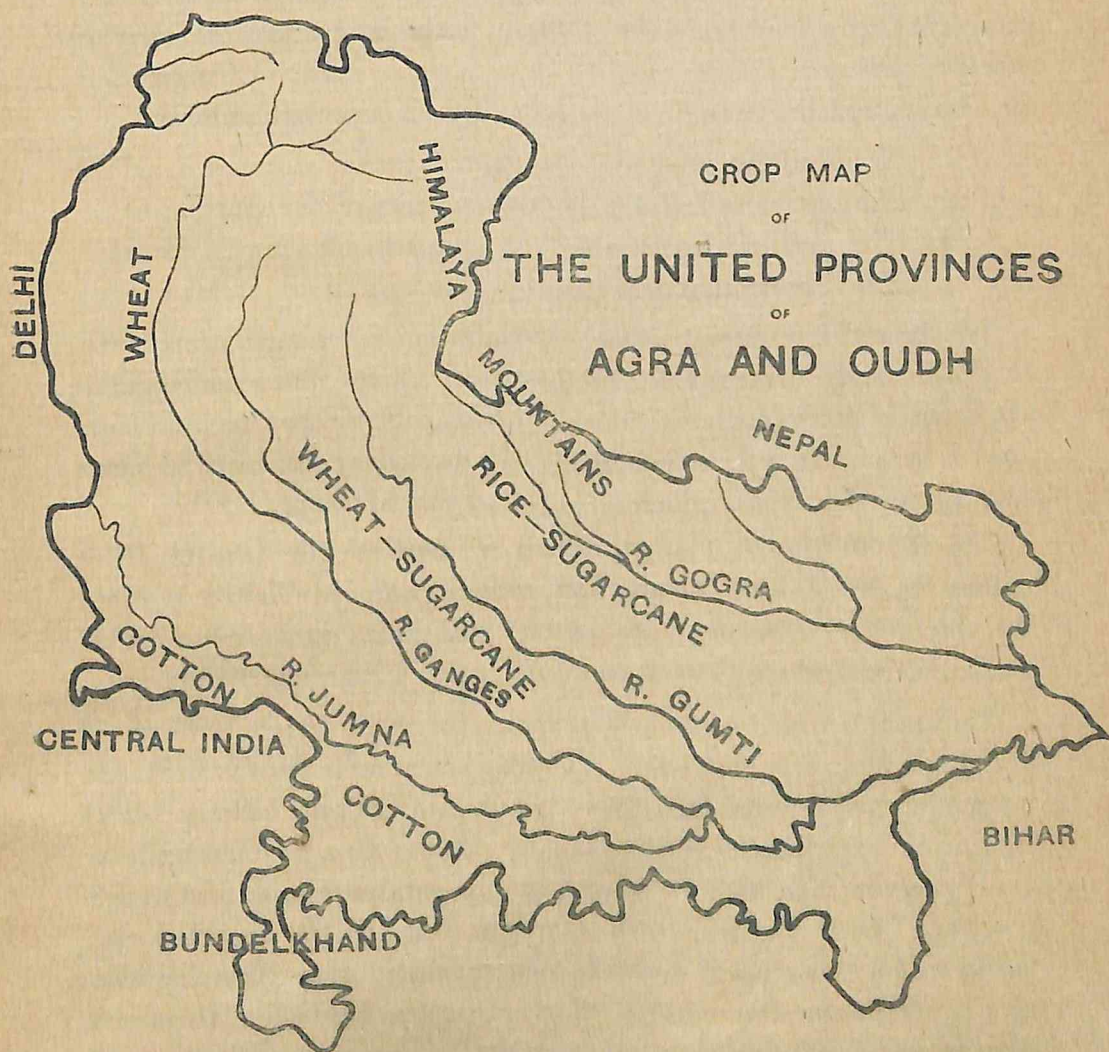 CROP MAP
OF
THE UNITED PROVINCES
OF
AGRA AND OUDH
HIMALAYA
MOUNTAINS
NEPAL
DELHI
WHEAT
WHEAT—SUGARCANE
RICE—SUGARCANE
R. GOGRA
R. GANGES
R. GUMTI
R. JUMNA
COTTON
CENTRAL INDIA
COTTON
BIHAR
BUNDELKHAND